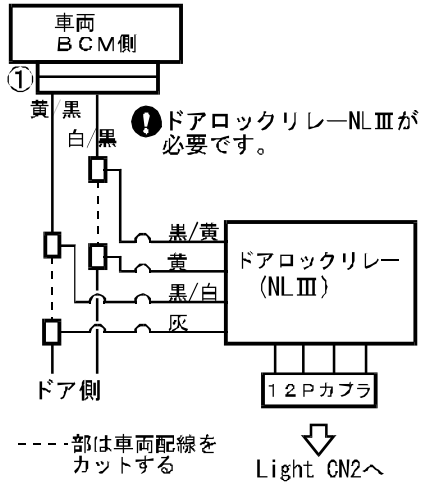 車両
BCM側
①
黄/黒
白/黒
ドアロックリレーNLⅢが
必要です。
黒/黄
黄
黒/白
灰
ドアロックリレー
(NLⅢ)
ドア側
12Pカプラ
----部は車両配線を
カットする
Light CN2へ